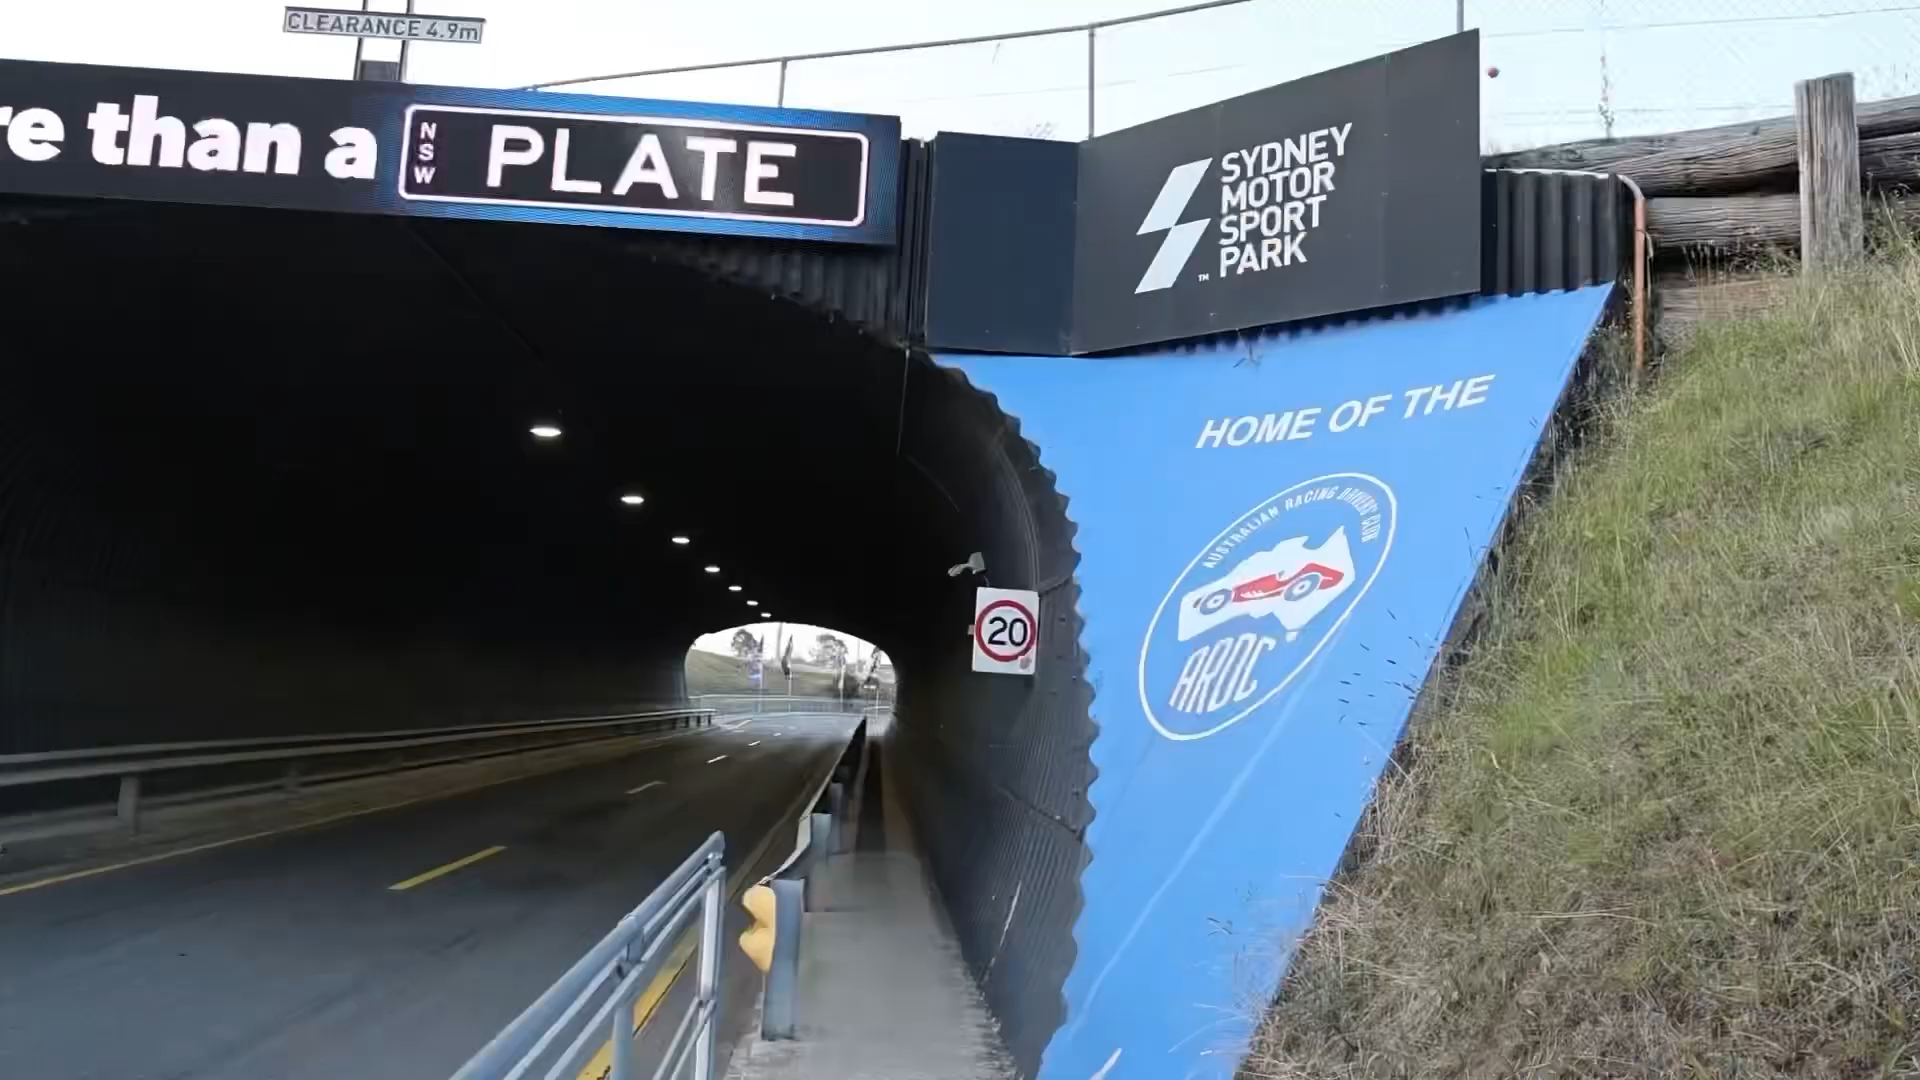 CLEARANCE 4.9m
re than a NSW PLATE
SYDNEY
MOTOR
SPORT
PARK
TM
HOME OF THE
AUSTRALIAN RACING DRIVERS' CLUB
ARDC
20